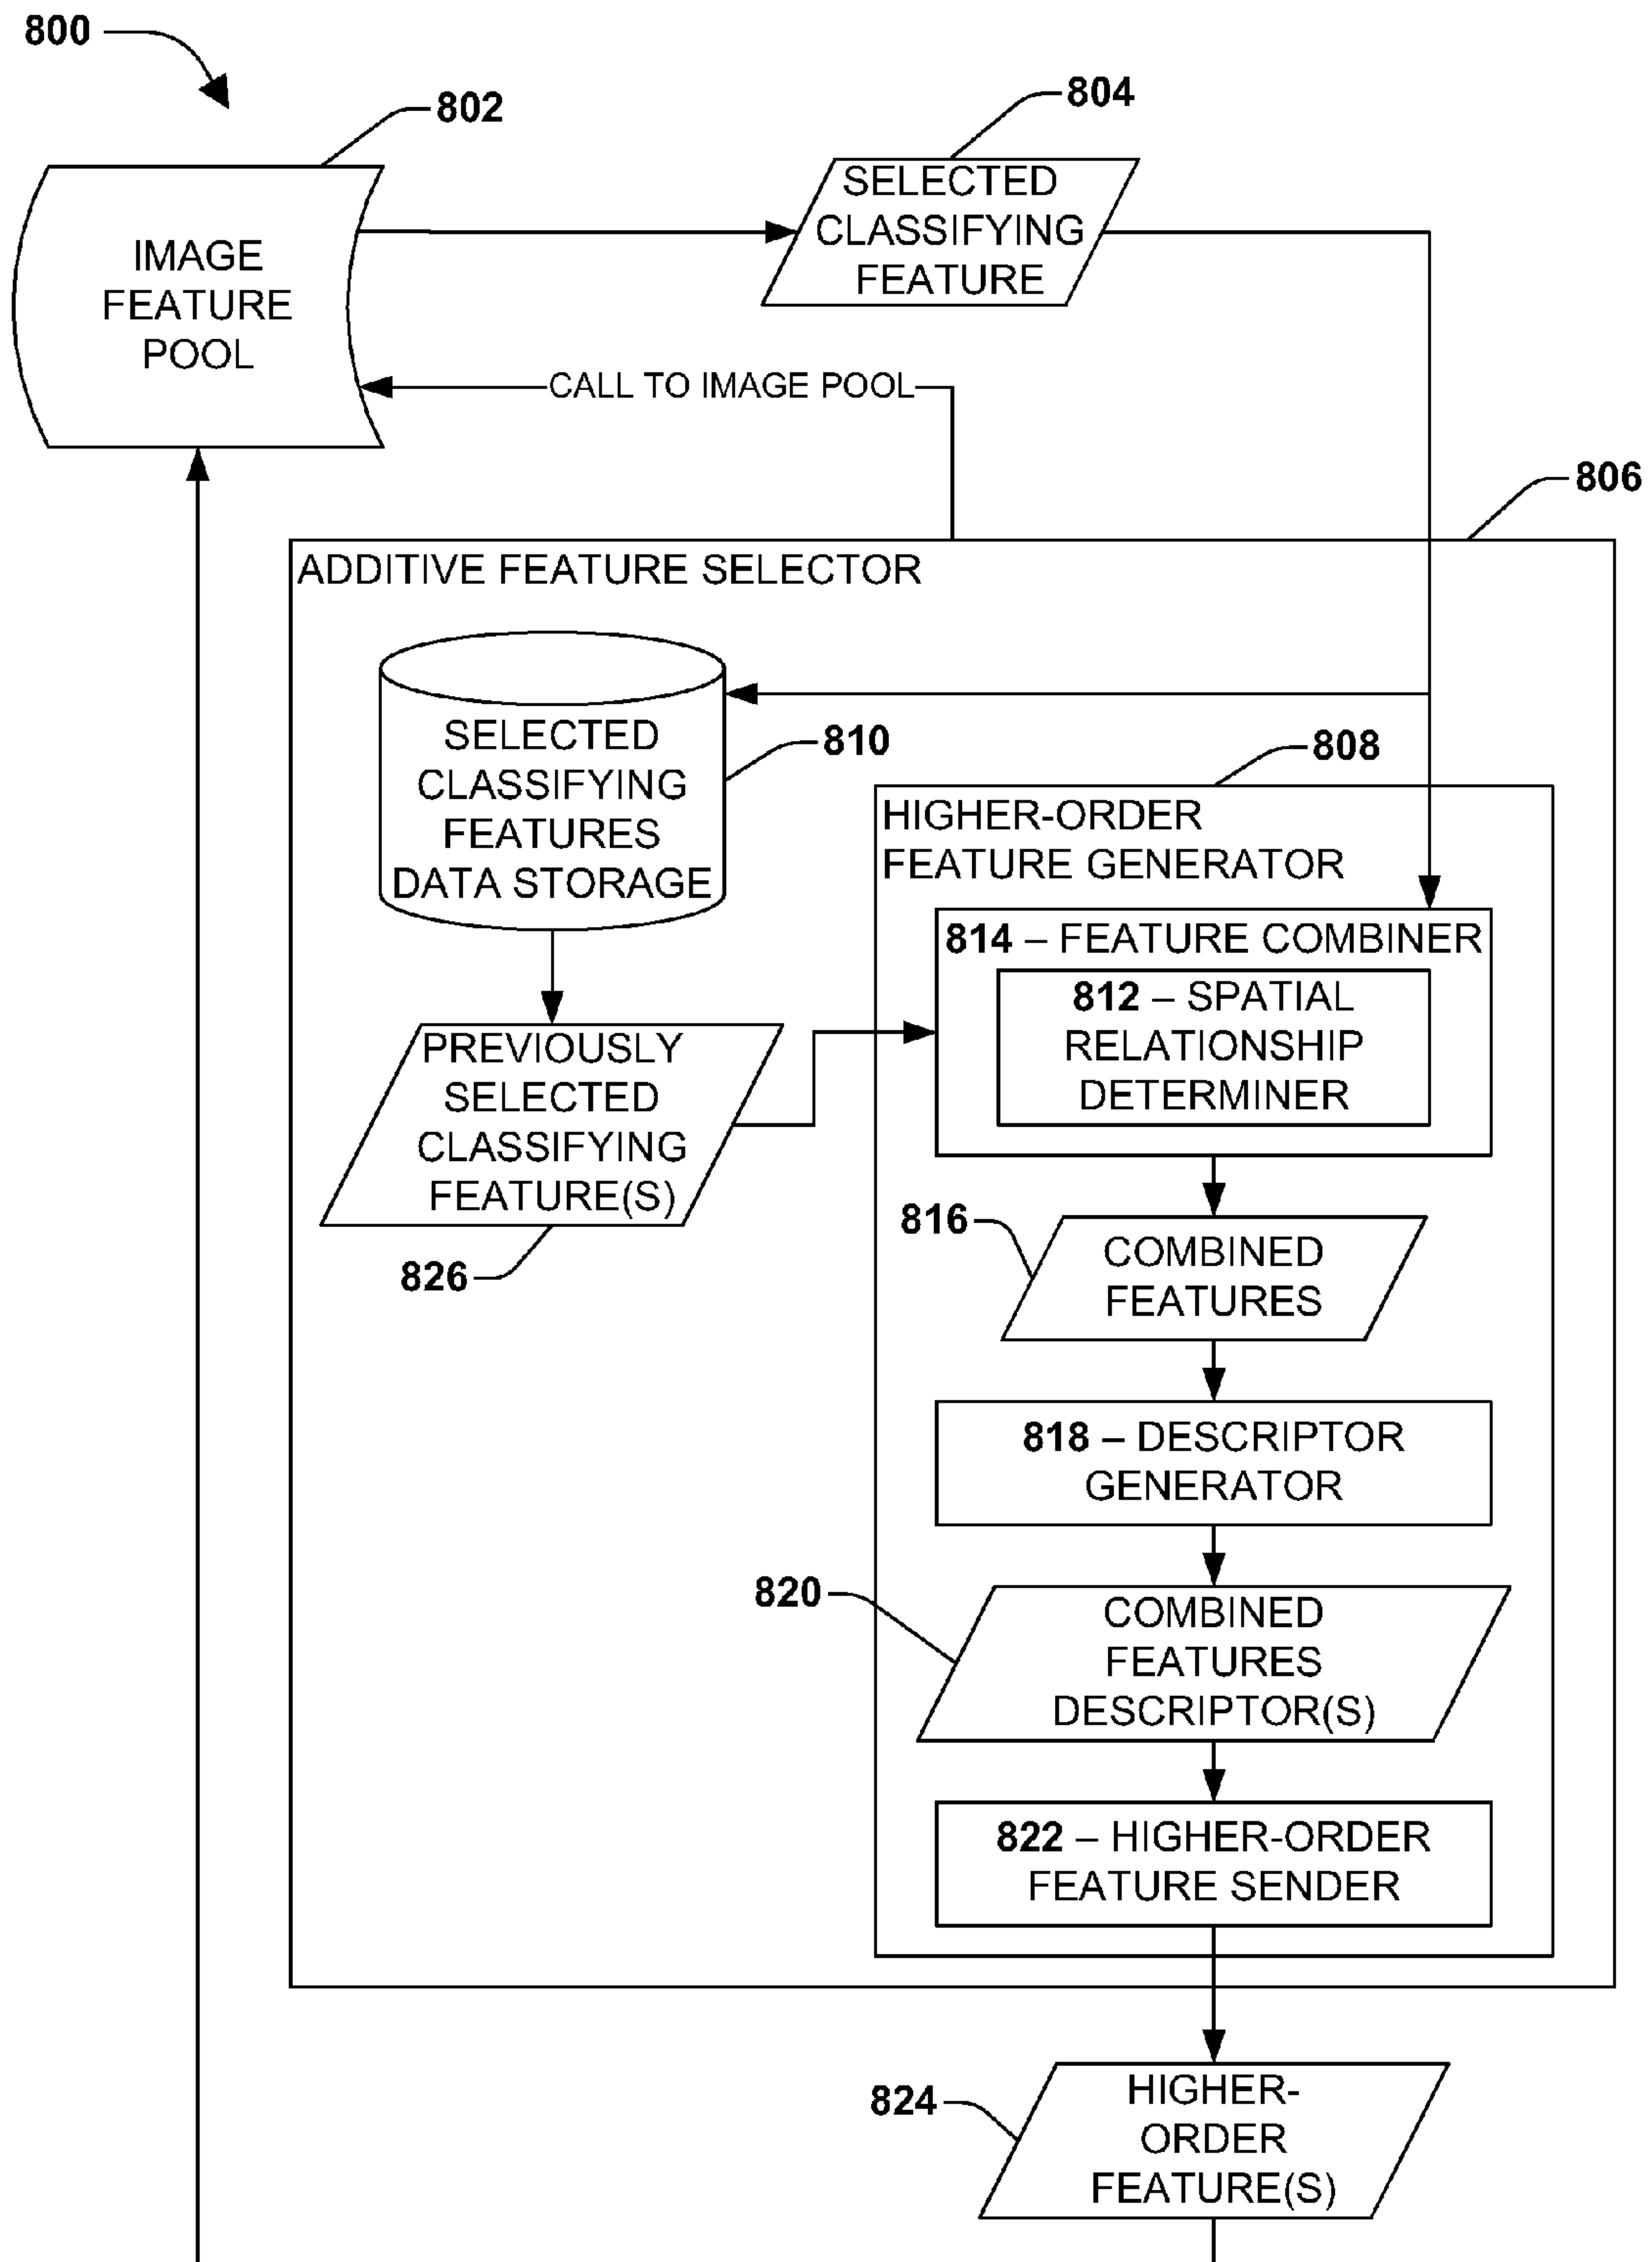 800
802
804
SELECTED
CLASSIFYING
FEATURE
IMAGE
FEATURE
POOL
CALL TO IMAGE POOL
806
ADDITIVE FEATURE SELECTOR
SELECTED
CLASSIFYING
FEATURES
DATA STORAGE
810
808
HIGHER-ORDER
FEATURE GENERATOR
814 – FEATURE COMBINER
812 – SPATIAL
RELATIONSHIP
DETERMINER
PREVIOUSLY
SELECTED
CLASSIFYING
FEATURE(S)
826
816
COMBINED
FEATURES
818 – DESCRIPTOR
GENERATOR
820
COMBINED
FEATURES
DESCRIPTOR(S)
822 – HIGHER-ORDER
FEATURE SENDER
824
HIGHER-
ORDER
FEATURE(S)